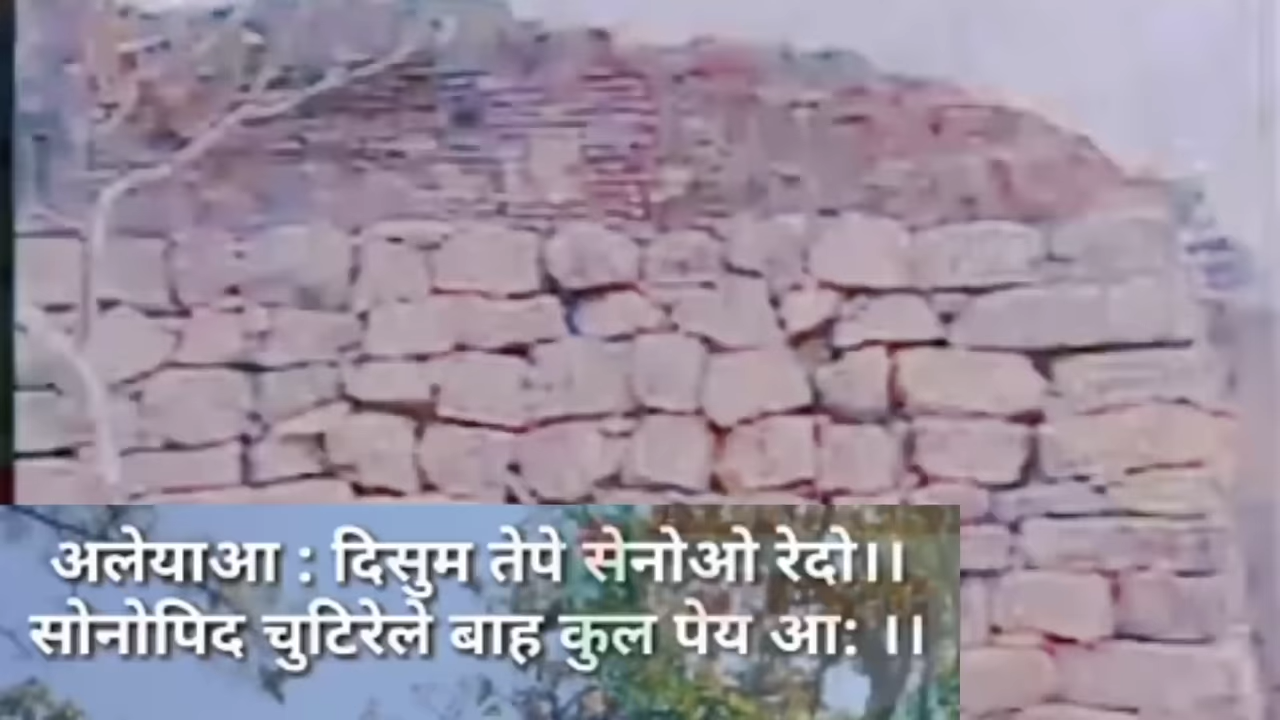 अलेयाआ : दिसुम तेपे सेनोओ रेदो।।
सोनोपिद चुटिरेले बाह कुल पेय आ: ।।